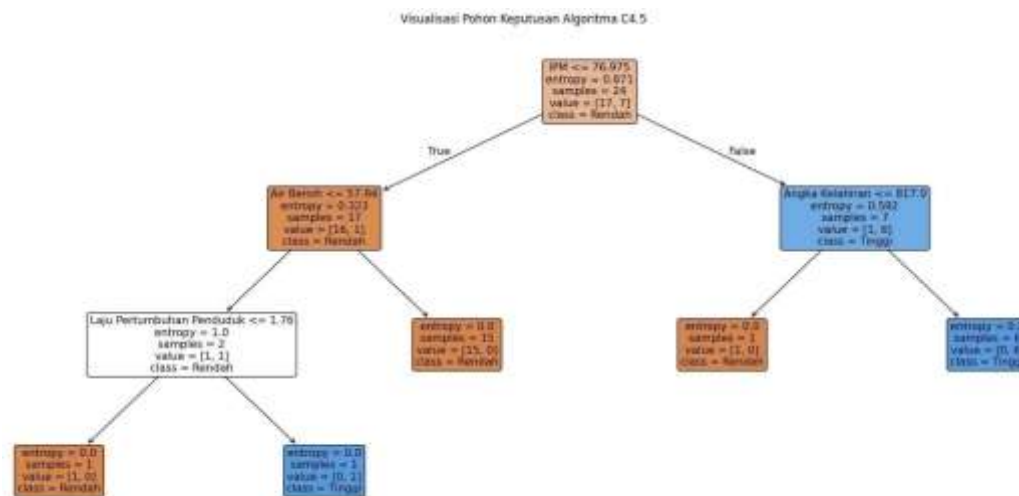 Visualisasi Pohon Keputusan Algoritma C4.5
IPM <= 76.975
entropy = 0.871
samples = 24
value = [17, 7]
class = Rendah
True
False
Air Bersih <= 57.84
entropy = 0.323
samples = 17
value = [16, 1]
class = Rendah
Angka Kelahiran <= 817.0
entropy = 0.592
samples = 7
value = [1, 6]
class = Tinggi
Laju Pertumbuhan Penduduk <= 1.76
entropy = 1.0
samples = 2
value = [1, 1]
class = Rendah
entropy = 0.0
samples = 15
value = [15, 0]
class = Rendah
entropy = 0.0
samples = 1
value = [1, 0]
class = Rendah
entropy = 0.
samples =
value = [0,
class = Tingg
entropy = 0.0
samples = 1
value = [1, 0]
class = Rendah
entropy = 0.0
samples = 1
value = [0, 1]
class = Tinggi